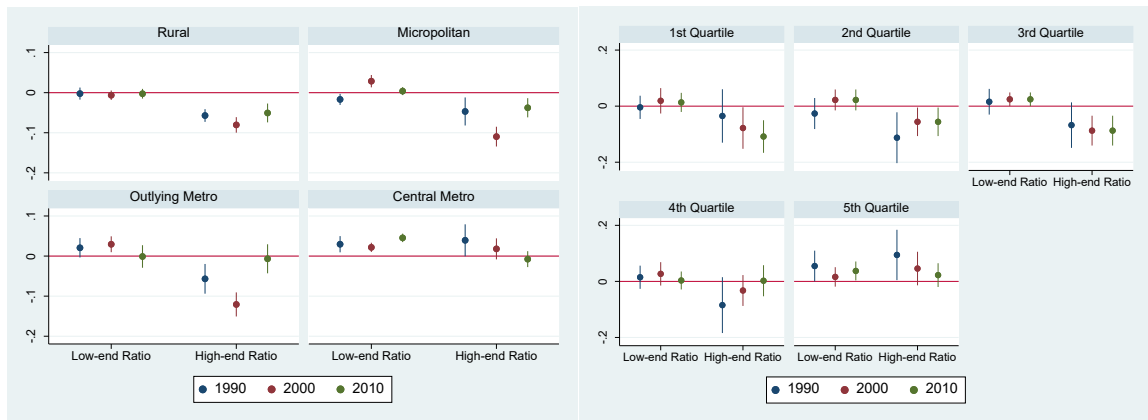 Rural
Micropolitan
.1
0
-.1
-.2
Outlying Metro
Central Metro
.1
0
-.1
-.2
Low-end Ratio
High-end Ratio
Low-end Ratio
High-end Ratio
1990
2000
2010
1st Quartile
2nd Quartile
3rd Quartile
.2
0
-.2
Low-end Ratio
High-end Ratio
4th Quartile
5th Quartile
.2
0
-.2
Low-end Ratio
High-end Ratio
Low-end Ratio
High-end Ratio
1990
2000
2010